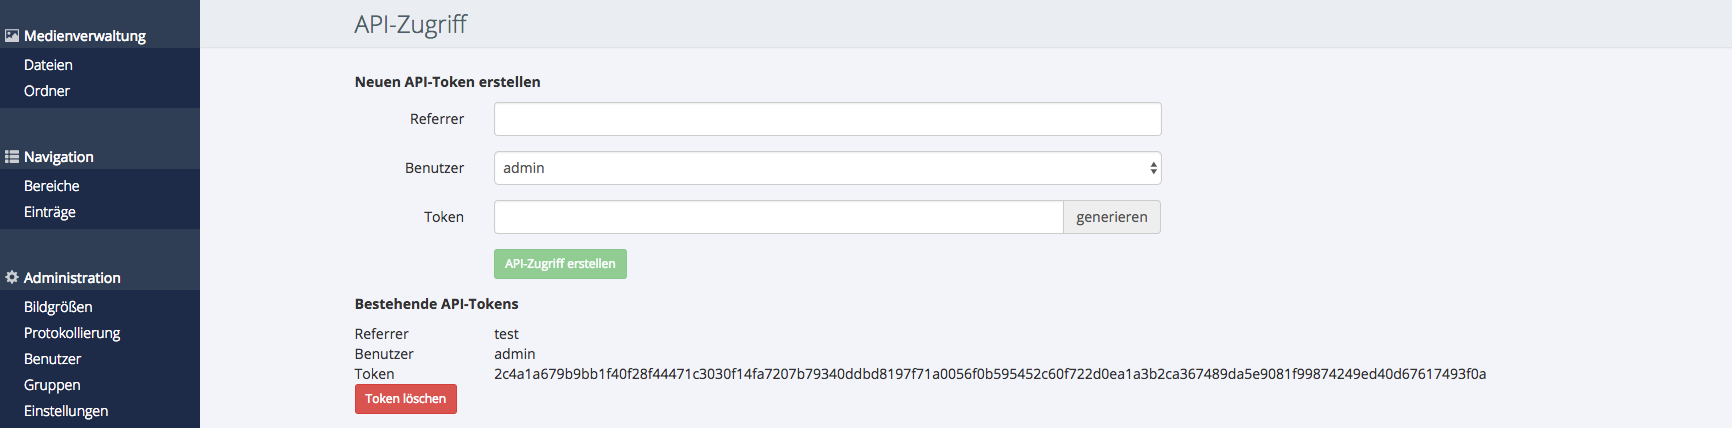 Medienverwaltung
Dateien
Ordner
Navigation
Bereiche
Einträge
Administration
Bildgrößen
Protokollierung
Benutzer
Gruppen
Einstellungen
API-Zugriff
Neuen API-Token erstellen
Referrer
Benutzer admin
Token generieren
API-Zugriff erstellen
Bestehende API-Tokens
Referrer test
Benutzer admin
Token 2c4a1a679b9bb1f40f28f44471c3030f14fa7207b79340ddbd8197f71a0056f0b595452c60f722d0ea1a3b2ca367489da5e9081f99874249ed40d67617493f0a
Token löschen